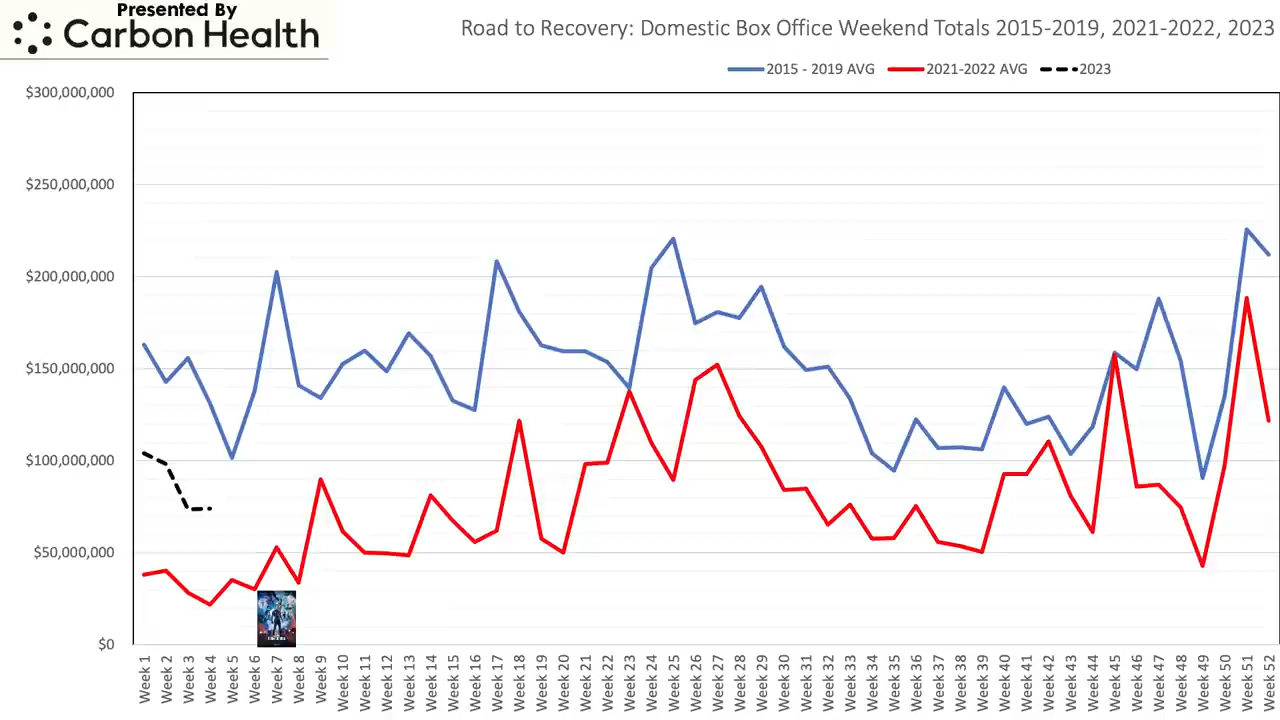 Presented By
Carbon Health
Road to Recovery: Domestic Box Office Weekend Totals 2015-2019, 2021-2022, 2023
2015 - 2019 AVG
2021-2022 AVG
2023
$300,000,000
$250,000,000
$200,000,000
$150,000,000
$100,000,000
$50,000,000
$0
Week 1
Week 2
Week 3
Week 4
Week 5
Week 6
Week 7
Week 8
Week 9
Week 10
Week 11
Week 12
Week 13
Week 14
Week 15
Week 16
Week 17
Week 18
Week 19
Week 20
Week 21
Week 22
Week 23
Week 24
Week 25
Week 26
Week 27
Week 28
Week 29
Week 30
Week 31
Week 32
Week 33
Week 34
Week 35
Week 36
Week 37
Week 38
Week 39
Week 40
Week 41
Week 42
Week 43
Week 44
Week 45
Week 46
Week 47
Week 48
Week 49
Week 50
Week 51
Week 52